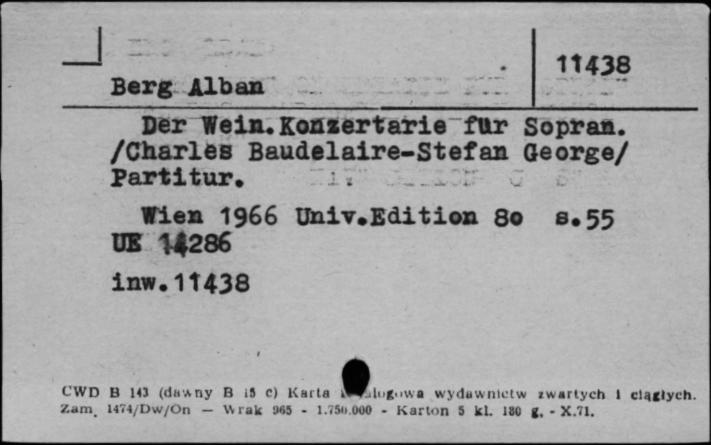 11438
Berg Alban
Der Wein.Konzertarie fur Sopran.
/Charles Baudelaire-Stefan George/
Partitur.
Wien 1966 Univ.Edition 8o s.55
UE 14286
inw.11438
CWD B 143 (dawny B 15 c) Karta wydawnictw zwartych i ciągłych.
Zam. 1474/Dw/On — Wrak 965 - 1.750.000 - Karton 5 kl. 180 g. - X.71.